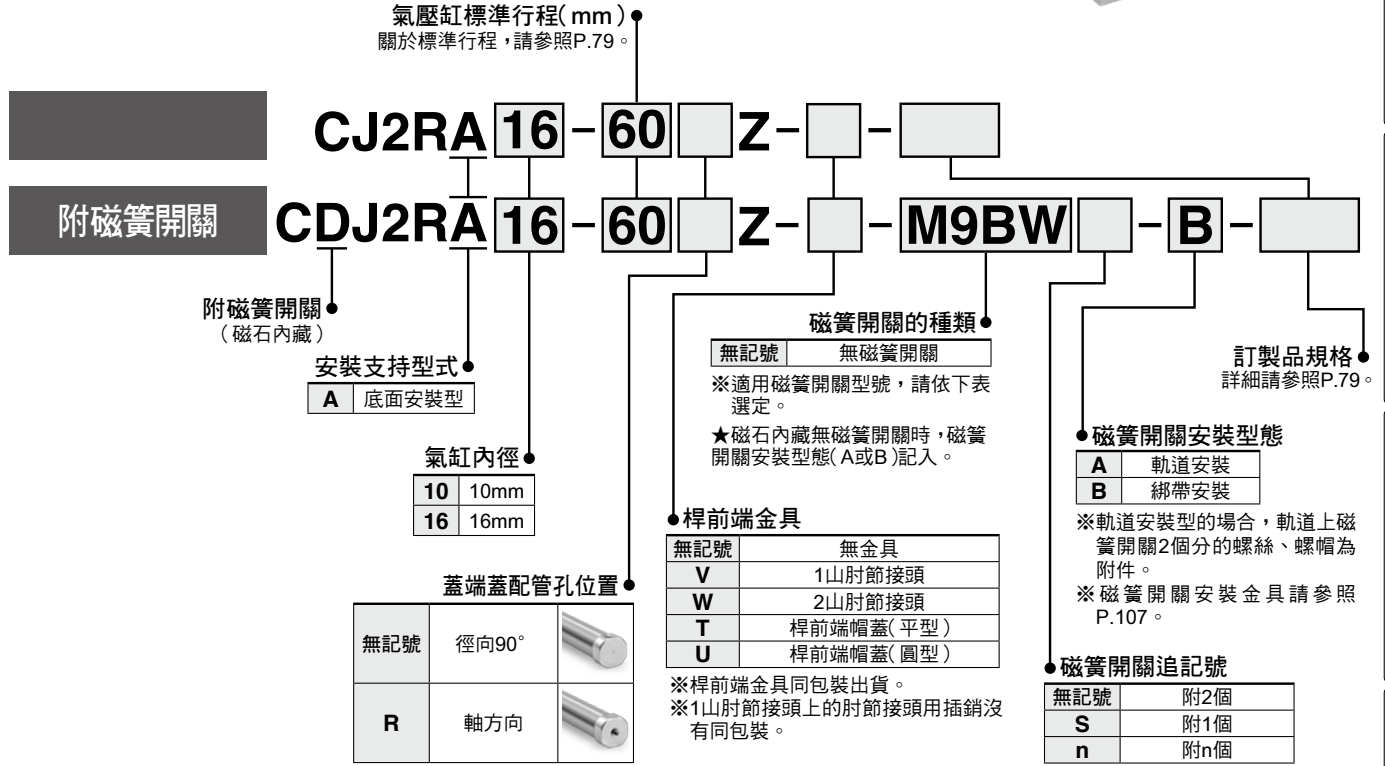 氣壓缸標準行程(mm)
關於標準行程,請參照P.79。
CJ2RA 16-60 Z- -
附磁簧開關 CDJ2RA 16-60 Z- -M9BW -B-
附磁簧開關
(磁石內藏)
安裝支持型式
A 底面安裝型
氣缸內徑
10 10mm
16 16mm
蓋端蓋配管孔位置
無記號 徑向90°
R 軸方向
磁簧開關的種類
無記號 無磁簧開關
※適用磁簧開關型號,請依下表
選定。
★磁石內藏無磁簧開關時,磁簧
開關安裝型態(A或B)記入。
桿前端金具
無記號 無金具
V 1山肘節接頭
W 2山肘節接頭
T 桿前端帽蓋(平型)
U 桿前端帽蓋(圓型)
※桿前端金具同包裝出貨。
※1山肘節接頭上的肘節接頭用插銷沒
有同包裝。
訂製品規格
詳細請參照P.79。
磁簧開關安裝型態
A 軌道安裝
B 綁帶安裝
※軌道安裝型的場合,軌道上磁
簧開關2個分的螺絲、螺帽為
附件。
※磁簧開關安裝金具請參照
P.107。
磁簧開關追記號
無記號 附2個
S 附1個
n 附n個